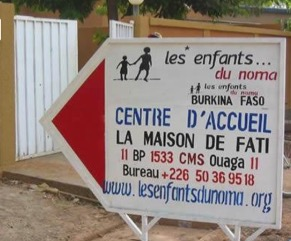 les enfants...
du noma
les enfants
du noma
BURKINA FASO
CENTRE D'ACCUEIL
LA MAISON DE FATI
11 BP 1533 CMS Ouaga 11
Bureau +226 50 36 95 18
www.lesenfantsdunoma.org